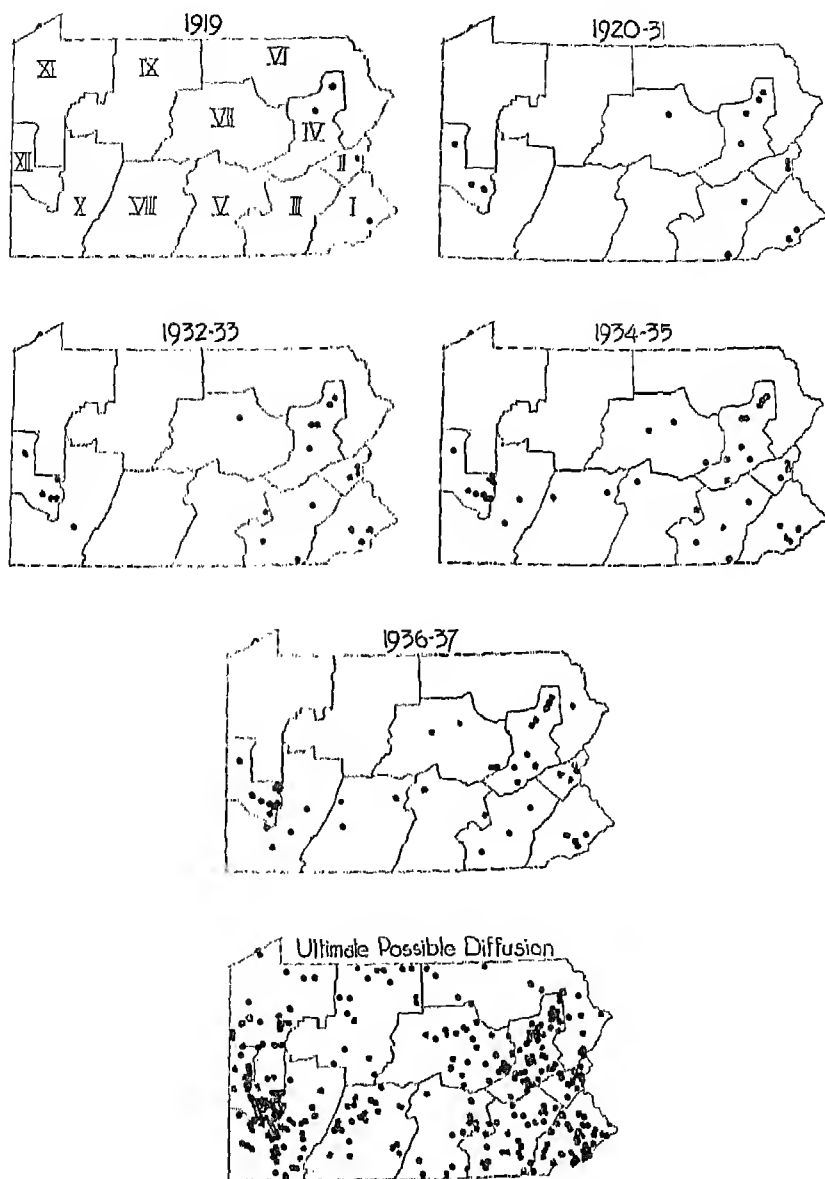 1919
XI
IX
VI
VII
IV
XII
II
X
VIII
V
III
I
1920-31
1932-33
1934-35
1936-37
Ultimate Possible Diffusion